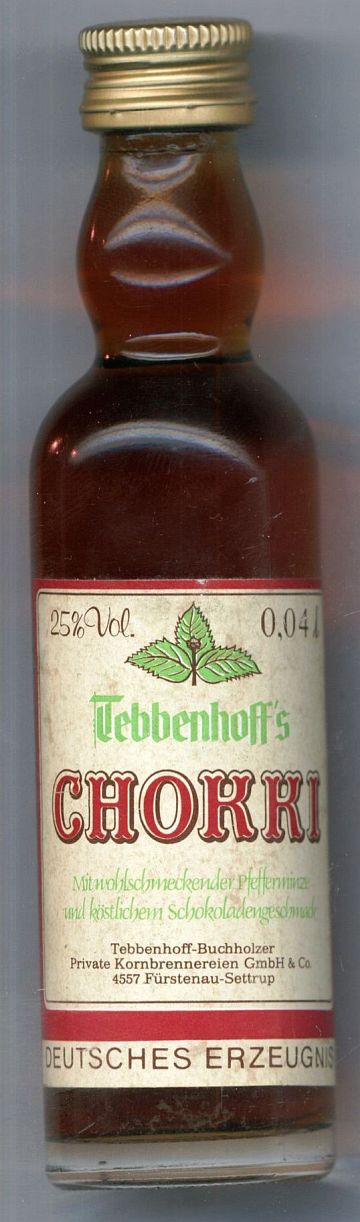 25% Vol. 0,04 l
Tebbenhoff's
CHOKKI
Mit wohlschmeckender Pfefferminze
und köstlichem Schokoladengeschmack
Tebbenhoff-Buchholzer
Private Kornbrennereien GmbH & Co.
4557 Fürstenau-Settrup
DEUTSCHES ERZEUGNIS